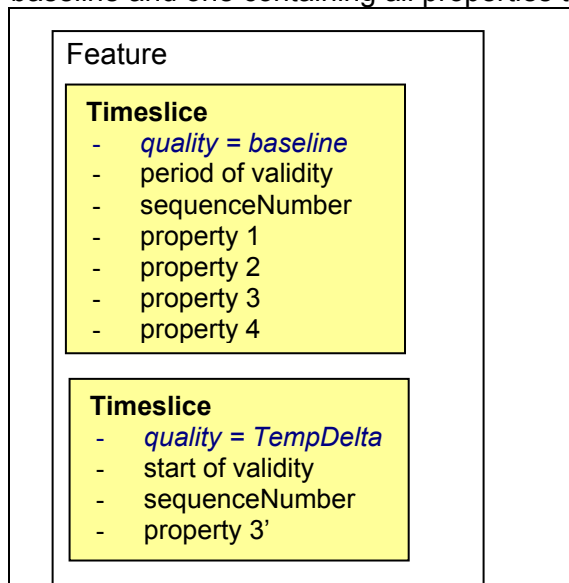 baseline and one containing all properties
Feature
Timeslice
- quality = baseline
- period of validity
- sequenceNumber
- property 1
- property 2
- property 3
- property 4
Timeslice
- quality = TempDelta
- start of validity
- sequenceNumber
- property 3’